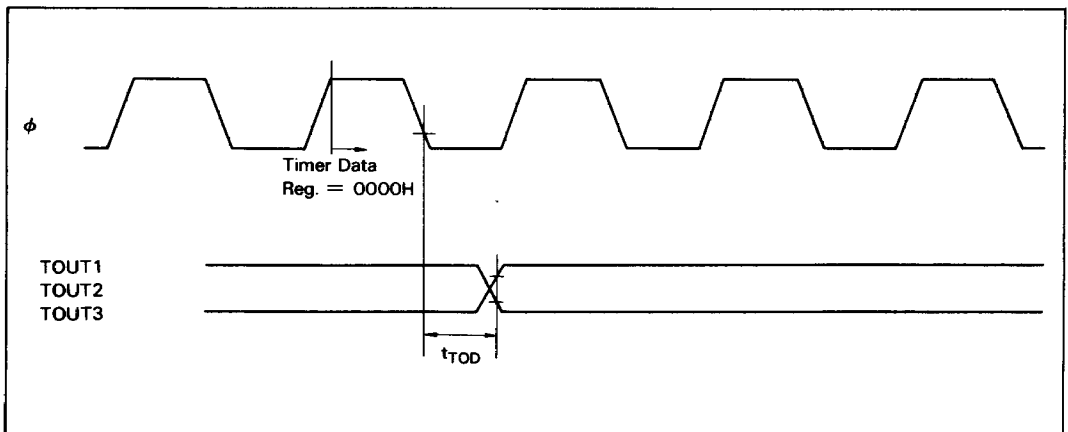 φ
Timer Data
Reg. = 0000H
TOUT1
TOUT2
TOUT3
tTOD